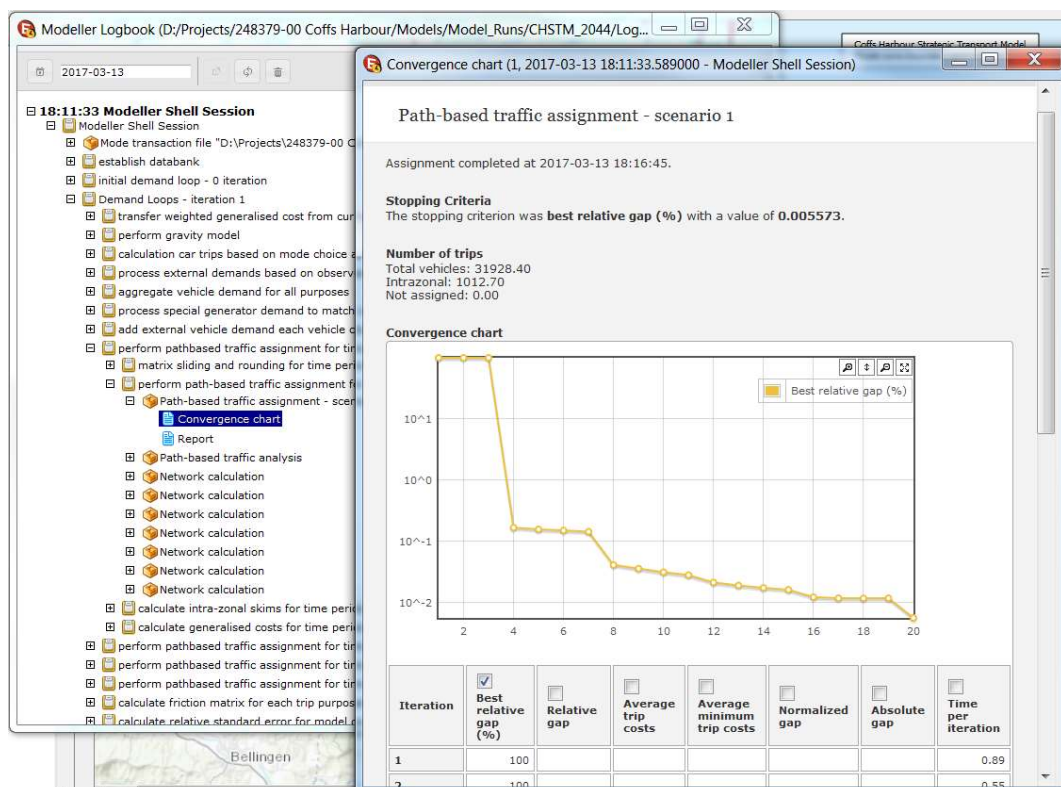 Modeller Logbook (D:/Projects/248379-00 Coffs Harbour/Models/Model_Runs/CHSTM_2044/Log...
2017-03-13
18:11:33 Modeller Shell Session
Modeller Shell Session
Mode transaction file "D:\Projects\248379-00 C
establish databank
initial demand loop - 0 iteration
Demand Loops - iteration 1
transfer weighted generalised cost from cur
perform gravity model
calculation car trips based on mode choice a
process external demands based on observe
aggregate vehicle demand for all purposes
process special generator demand to match
add external vehicle demand each vehicle c
perform pathbased traffic assignment for tim
matrix sliding and rounding for time peri
perform path-based traffic assignment f
Path-based traffic assignment - scen
Convergence chart
Report
Path-based traffic analysis
Network calculation
Network calculation
Network calculation
Network calculation
Network calculation
Network calculation
Network calculation
calculate intra-zonal skims for time peri
calculate generalised costs for time peri
perform pathbased traffic assignment for tim
perform pathbased traffic assignment for tim
perform pathbased traffic assignment for tim
calculate friction matrix for each trip purpos
calculate relative standard error for model
Bellingen
Coffs Harbour Strategic Transport Model
Convergence chart (1, 2017-03-13 18:11:33.589000 - Modeller Shell Session)
Path-based traffic assignment - scenario 1
Assignment completed at 2017-03-13 18:16:45.
Stopping Criteria
The stopping criterion was best relative gap (%) with a value of 0.005573.
Number of trips
Total vehicles: 31928.40
Intrazonal: 1012.70
Not assigned: 0.00
Convergence chart
Best relative gap (%)
10^1
10^0
10^-1
10^-2
2 4 6 8 10 12 14 16 18 20
Iteration Best relative gap (%) Relative gap Average trip costs Average minimum trip costs Normalized gap Absolute gap Time per iteration
1 100 0.89
2 100 0.55